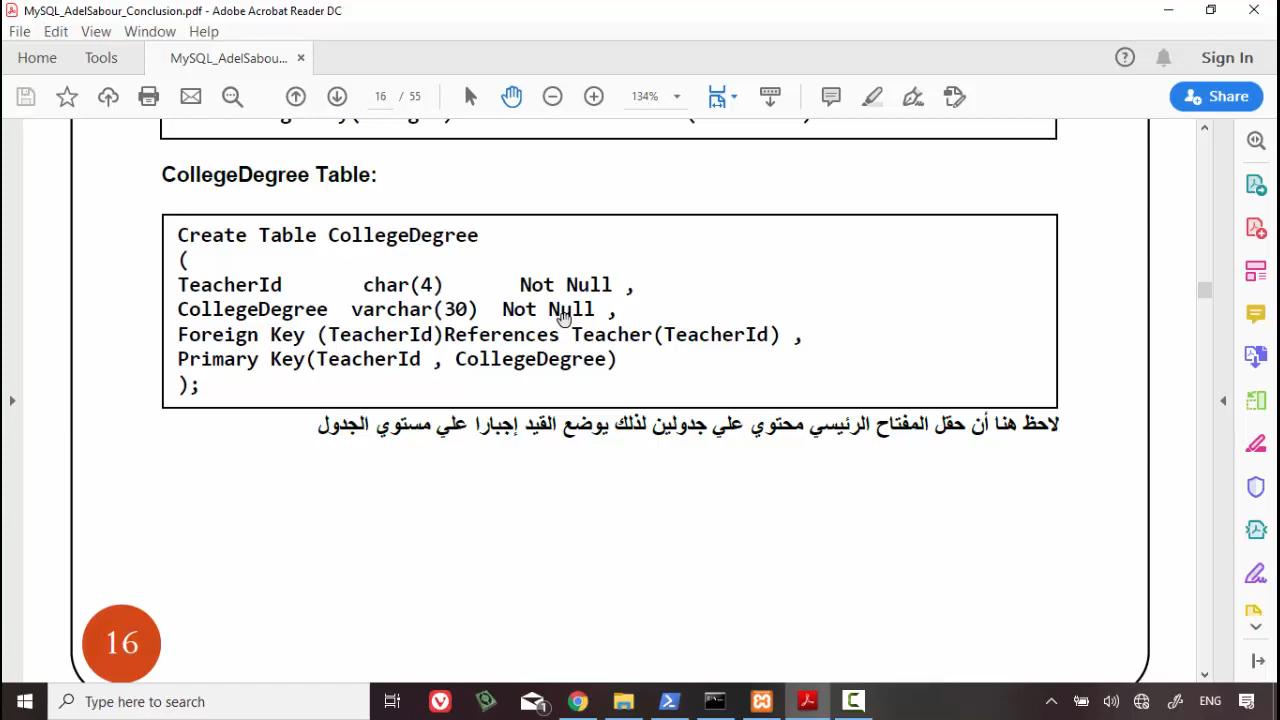 MySQL_AdelSabour_Conclusion.pdf - Adobe Acrobat Reader DC
File Edit View Window Help
Home Tools MySQL_AdelSabou... × Sign In
16 / 55 134% Share
CollegeDegree Table:
Create Table CollegeDegree
(
TeacherId char(4) Not Null ,
CollegeDegree varchar(30) Not Null ,
Foreign Key (TeacherId)References Teacher(TeacherId) ,
Primary Key(TeacherId , CollegeDegree)
);
لاحظ هنا أن حقل المفتاح الرئيسي محتوي علي جدولين لذلك يوضع القيد إجبارا علي مستوي الجدول
16
Type here to search 1 ENG